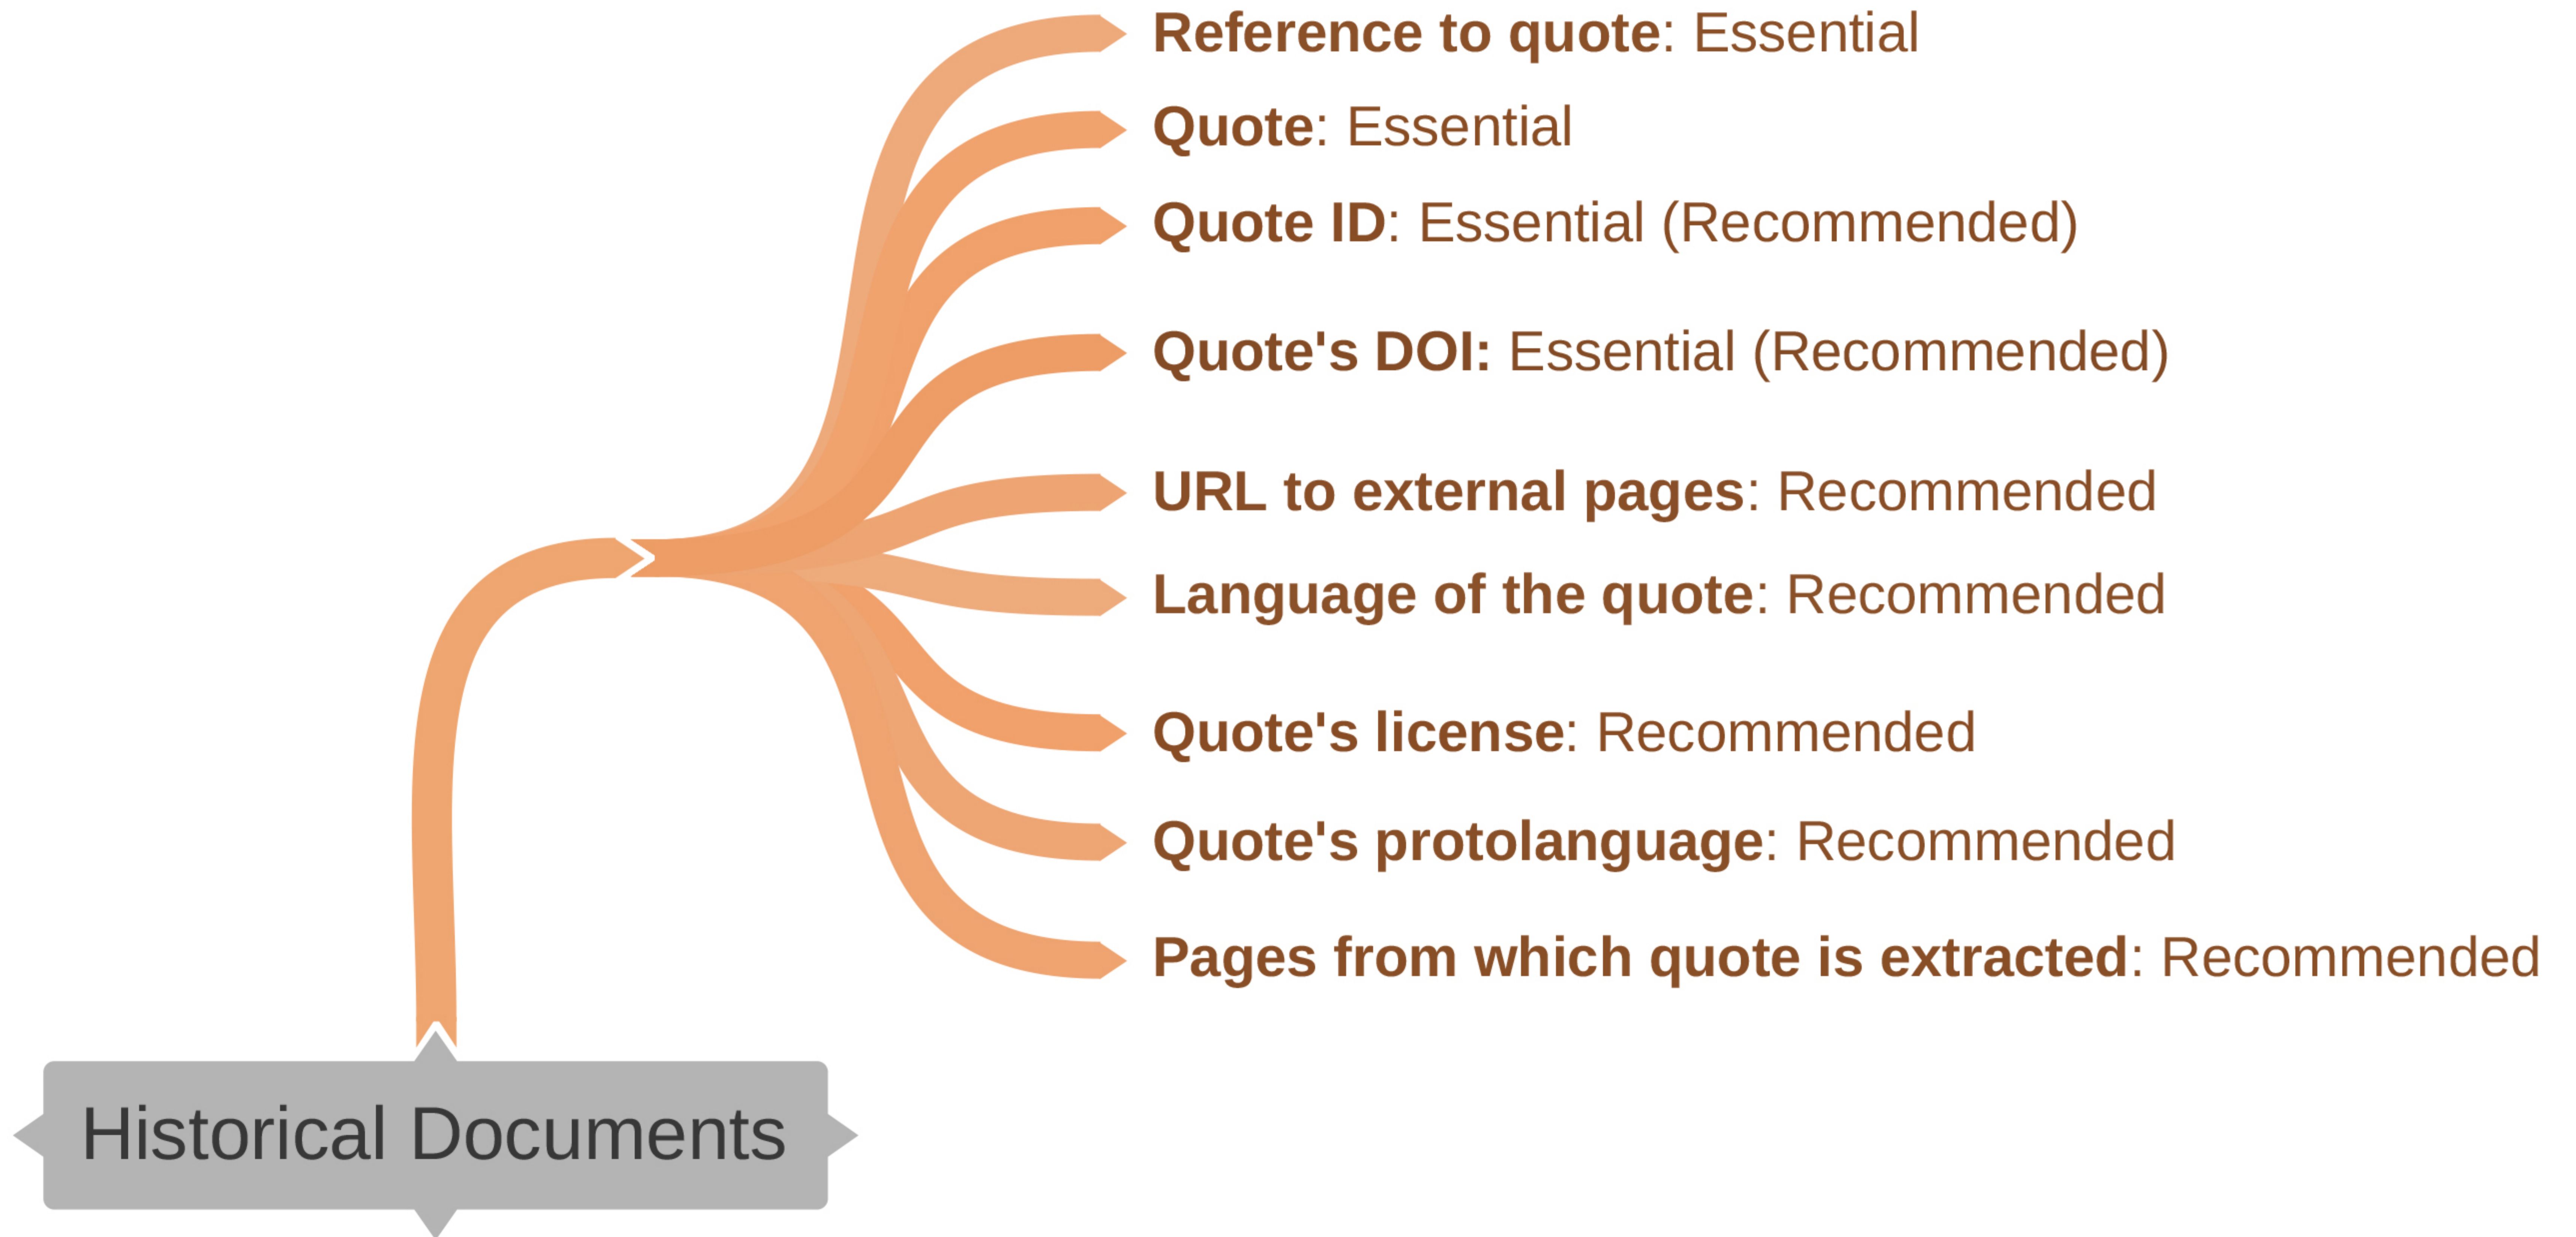 Reference to quote: Essential
Quote: Essential
Quote ID: Essential (Recommended)
Quote's DOI: Essential (Recommended)
URL to external pages: Recommended
Language of the quote: Recommended
Quote's license: Recommended
Quote's protolanguage: Recommended
Pages from which quote is extracted: Recommended
Historical Documents